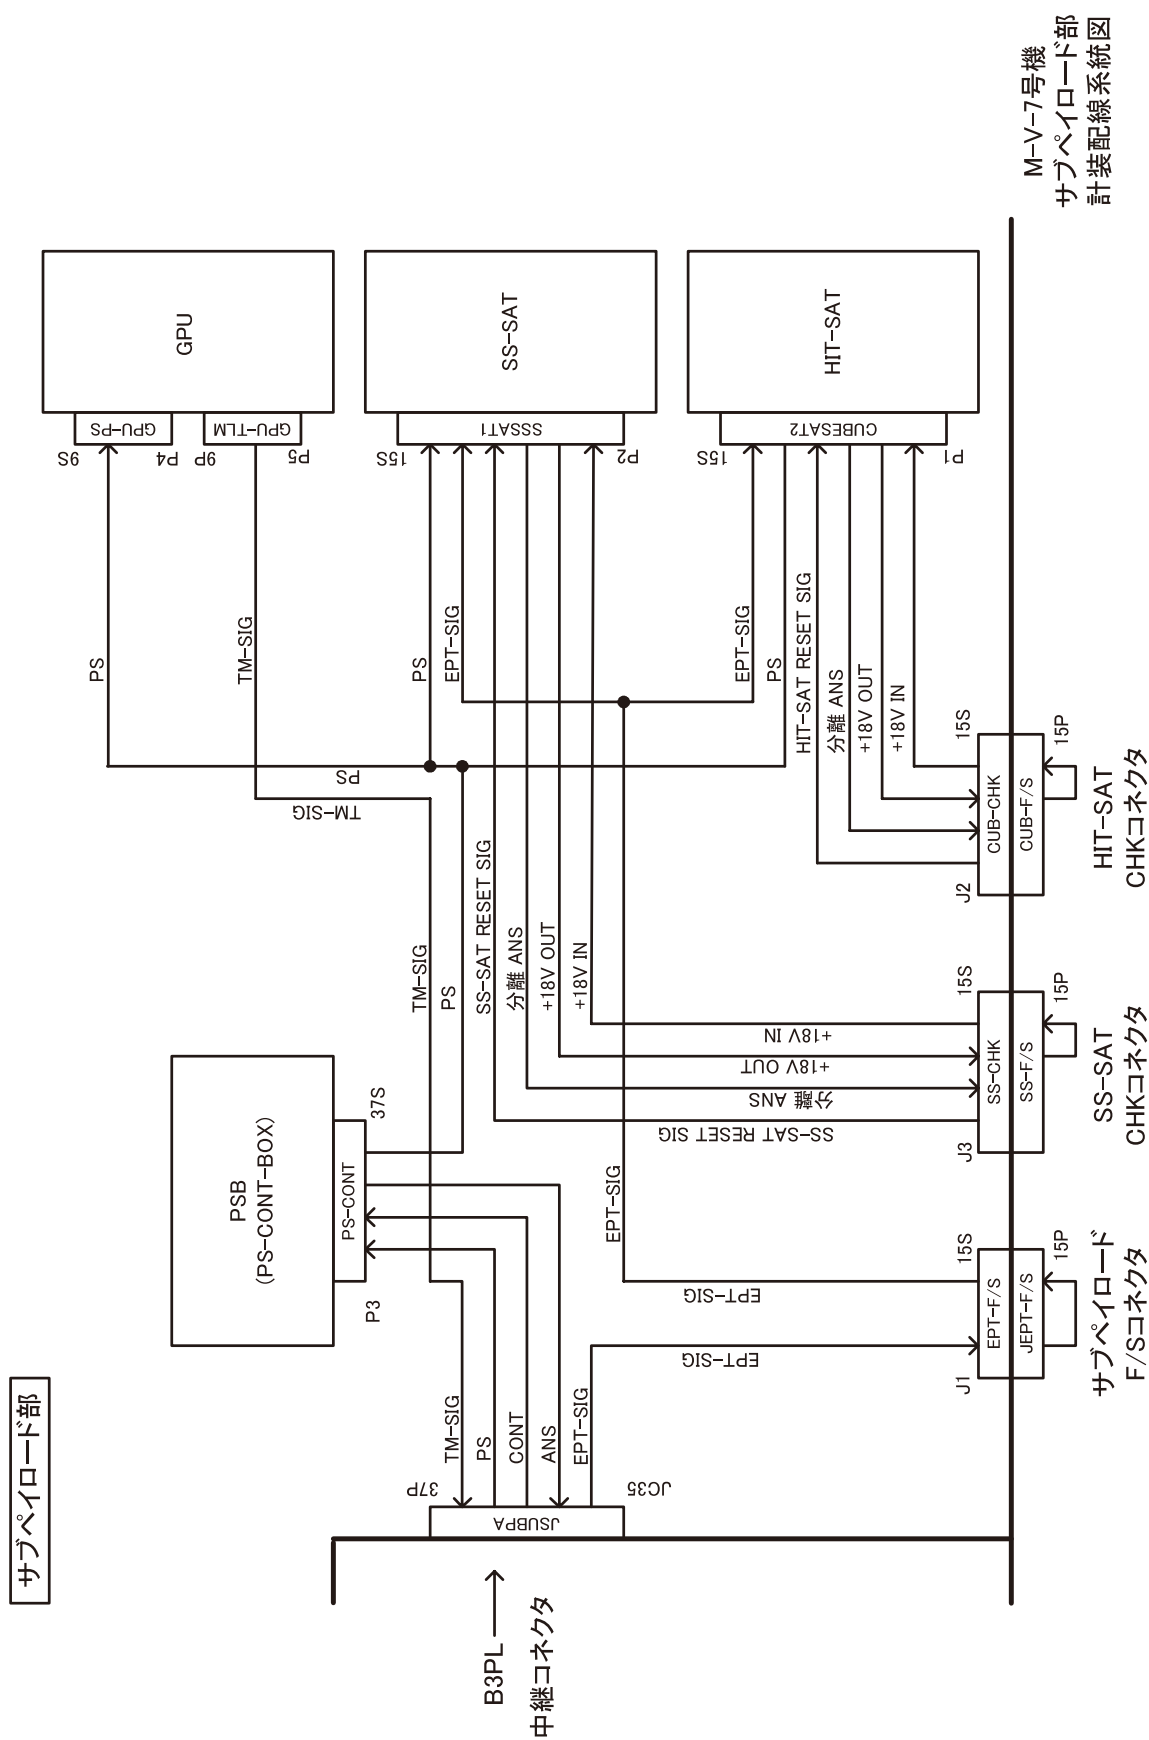 サブペイロード部
PSB
(PS-CONT-BOX)
PS-CONT
P3
37S
GPU
GPU-PS
GPU-TLM
9S
P4
9P
P5
SS-SAT
SSSAT1
15S
P2
HIT-SAT
CUBESAT2
15S
P1
PS
TM-SIG
PS
EPT-SIG
EPT-SIG
PS
HIT-SAT RESET SIG
分離 ANS
+18V OUT
+18V IN
PS
TM-SIG
TM-SIG
PS
SS-SAT RESET SIG
分離 ANS
+18V OUT
+18V IN
+18V IN
+18V OUT
分離 ANS
SS-SAT RESET SIG
EPT-SIG
EPT-SIG
EPT-SIG
TM-SIG
PS
CONT
ANS
EPT-SIG
37P
JC35
JSUBPA
B3PL
中継コネクタ
J1
15S
EPT-F/S
JEPT-F/S
15P
サブペイロード
F/Sコネクタ
J3
15S
SS-CHK
SS-F/S
15P
SS-SAT
CHKコネクタ
J2
15S
CUB-CHK
CUB-F/S
15P
HIT-SAT
CHKコネクタ
M-V-7号機
サブペイロード部
計装配線系統図